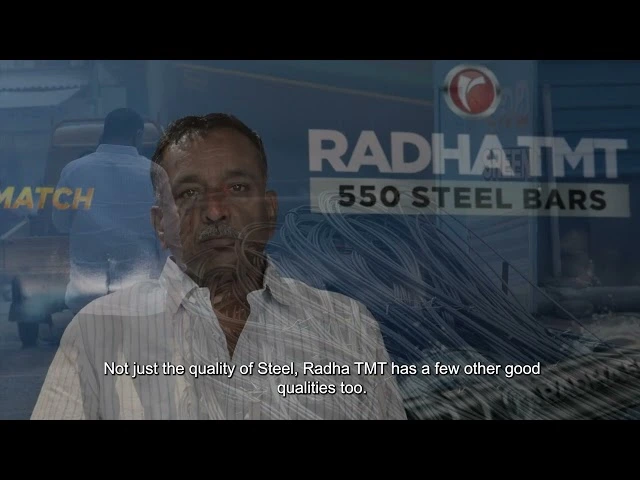 RADHA TMT
550 STEEL BARS
MATCH
Not just the quality of Steel, Radha TMT has a few other good
qualities too.